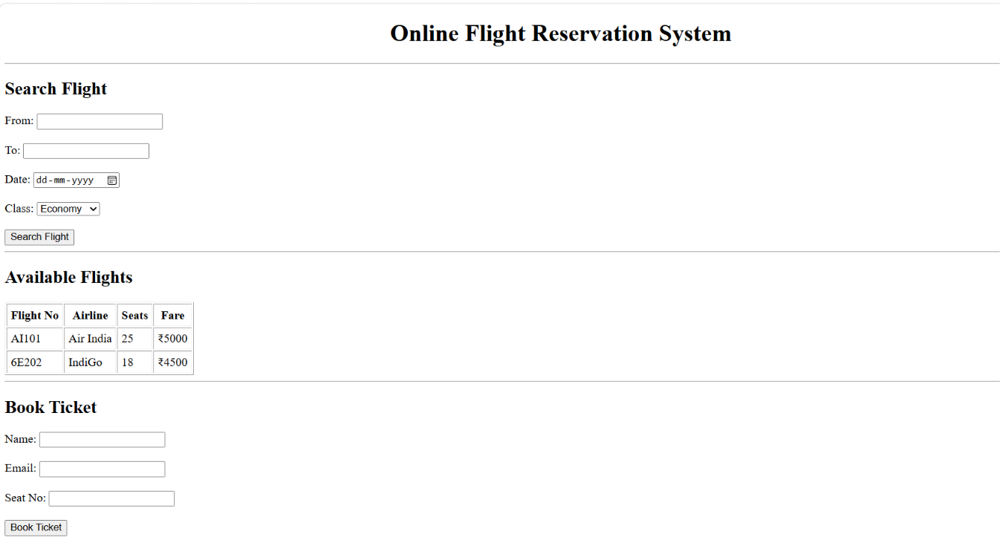 Online Flight Reservation System
Search Flight
From:
To:
Date: dd-mm-yyyy
Class: Economy
Search Flight
Available Flights
Flight No Airline Seats Fare
AI101 Air India 25 ₹5000
6E202 IndiGo 18 ₹4500
Book Ticket
Name:
Email:
Seat No:
Book Ticket